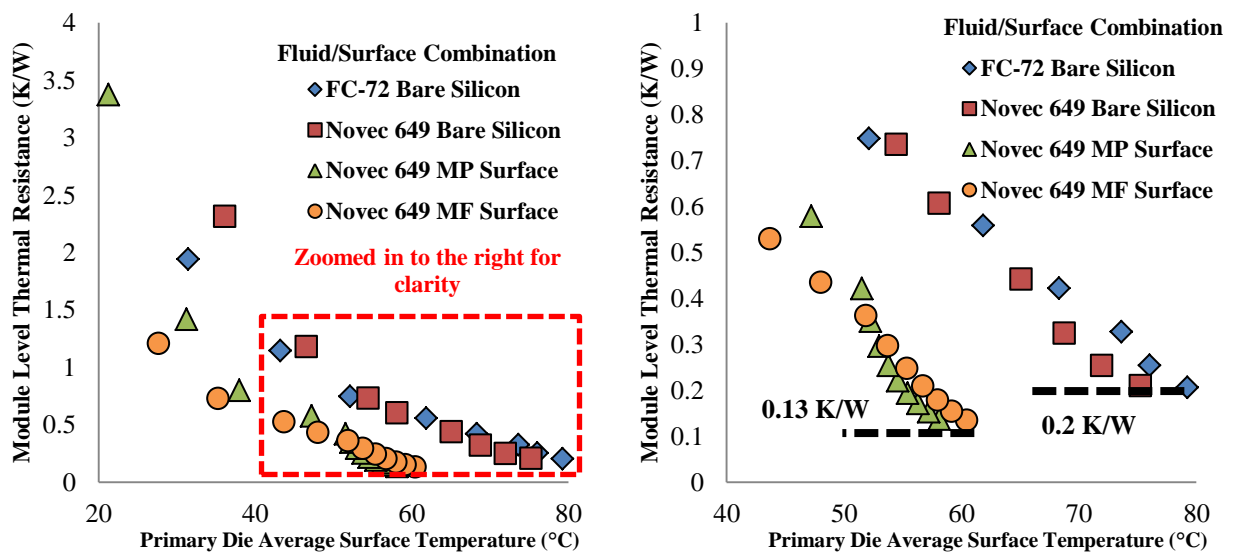 Module Level Thermal Resistance (K/W)
4
3.5
3
2.5
2
1.5
1
0.5
0
20
40
60
80
Primary Die Average Surface Temperature (°C)
Fluid/Surface Combination
FC-72 Bare Silicon
Novec 649 Bare Silicon
Novec 649 MP Surface
Novec 649 MF Surface
Zoomed in to the right for
clarity
Module Level Thermal Resistance (K/W)
1
0.9
0.8
0.7
0.6
0.5
0.4
0.3
0.2
0.1
0
40
50
60
70
80
Primary Die Average Surface Temperature (°C)
Fluid/Surface Combination
FC-72 Bare Silicon
Novec 649 Bare Silicon
Novec 649 MP Surface
Novec 649 MF Surface
0.13 K/W
0.2 K/W